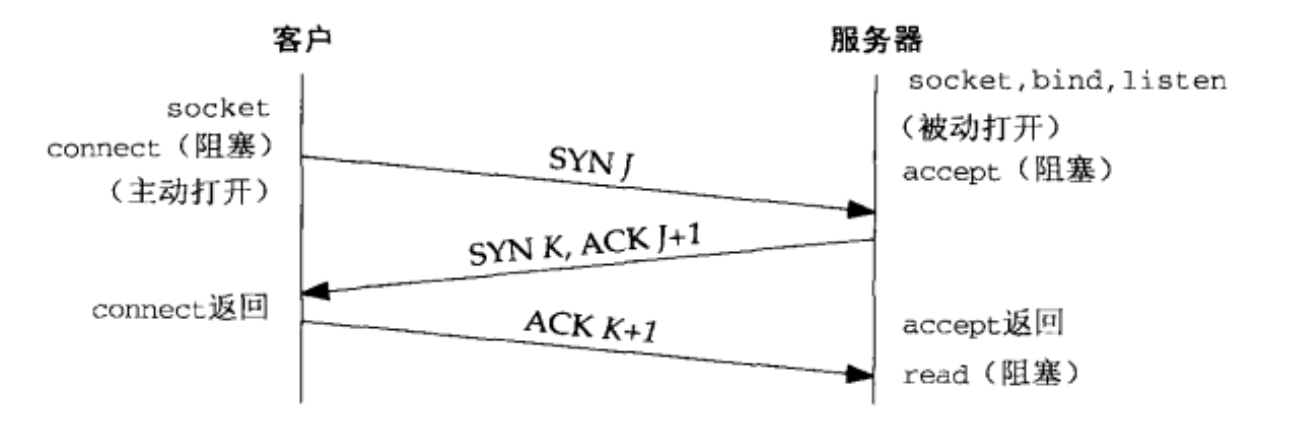 客户
服务器
socket
connect（阻塞）
（主动打开）
socket,bind,listen
（被动打开）
accept（阻塞）
SYN J
SYN K, ACK J+1
connect返回
ACK K+1
accept返回
read（阻塞）